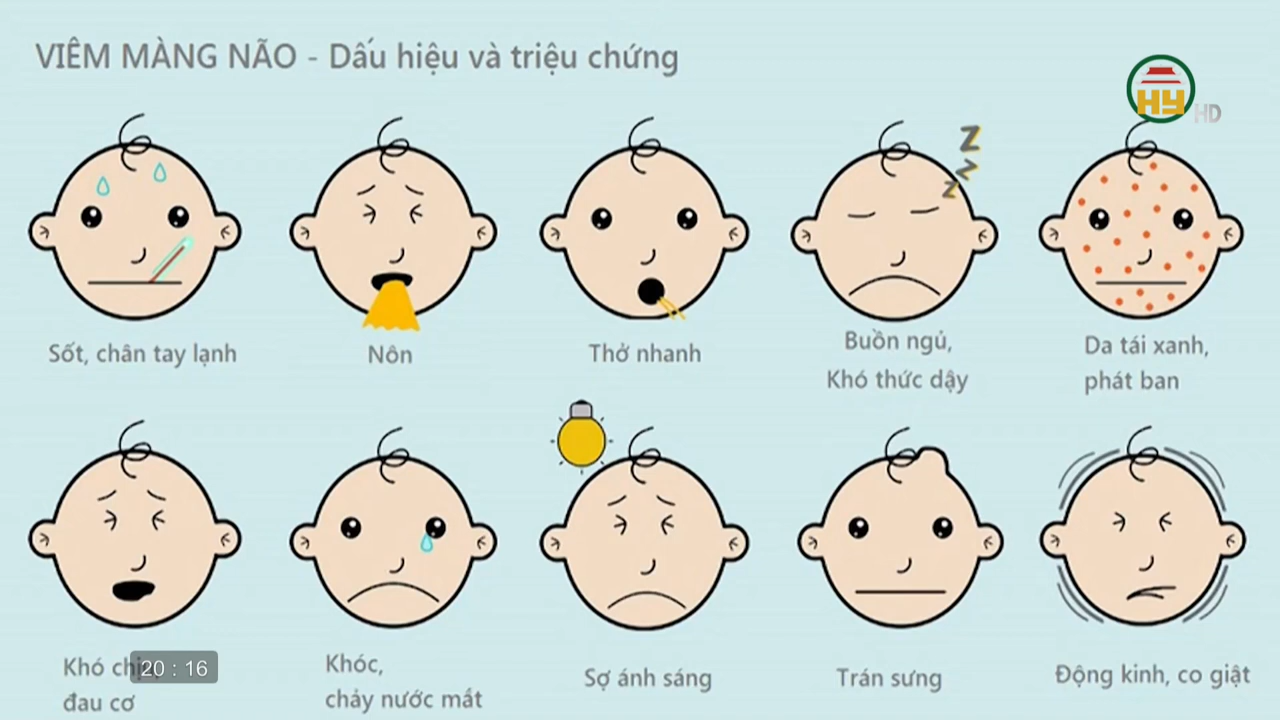 VIÊM MÀNG NÃO - Dấu hiệu và triệu chứng
HY HD
z
z
z
Sốt, chân tay lạnh
Nôn
Thở nhanh
Buồn ngủ,
Khó thức dậy
Da tái xanh,
phát ban
Khó
20 : 16
đau cơ
Khóc,
chảy nước mắt
Sợ ánh sáng
Trán sưng
Động kinh, co giật